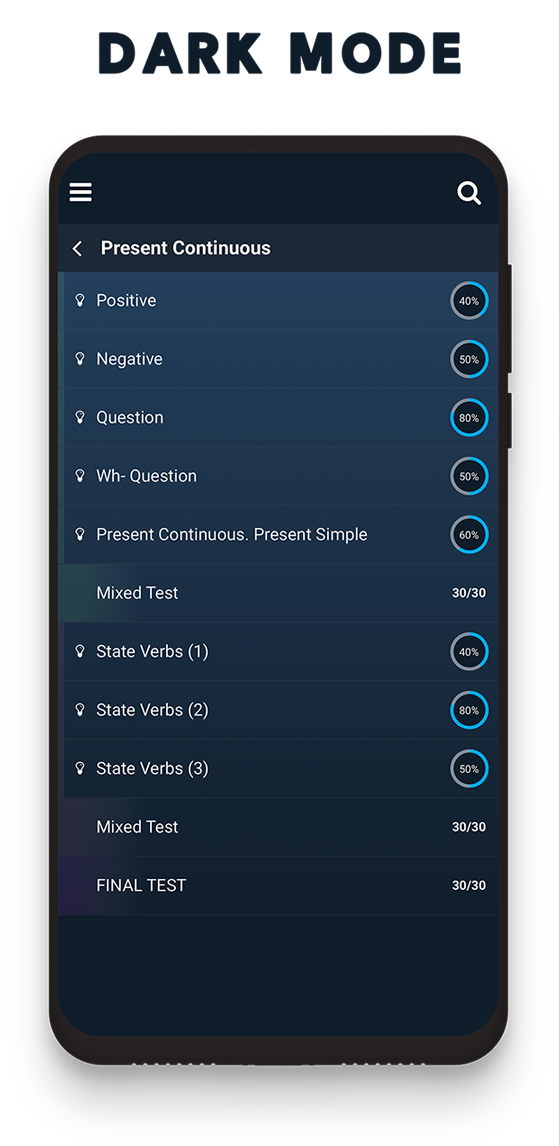 DARK MODE
Present Continuous
Positive 40%
Negative 50%
Question 80%
Wh- Question 50%
Present Continuous. Present Simple 60%
Mixed Test 30/30
State Verbs (1) 40%
State Verbs (2) 80%
State Verbs (3) 50%
Mixed Test 30/30
FINAL TEST 30/30